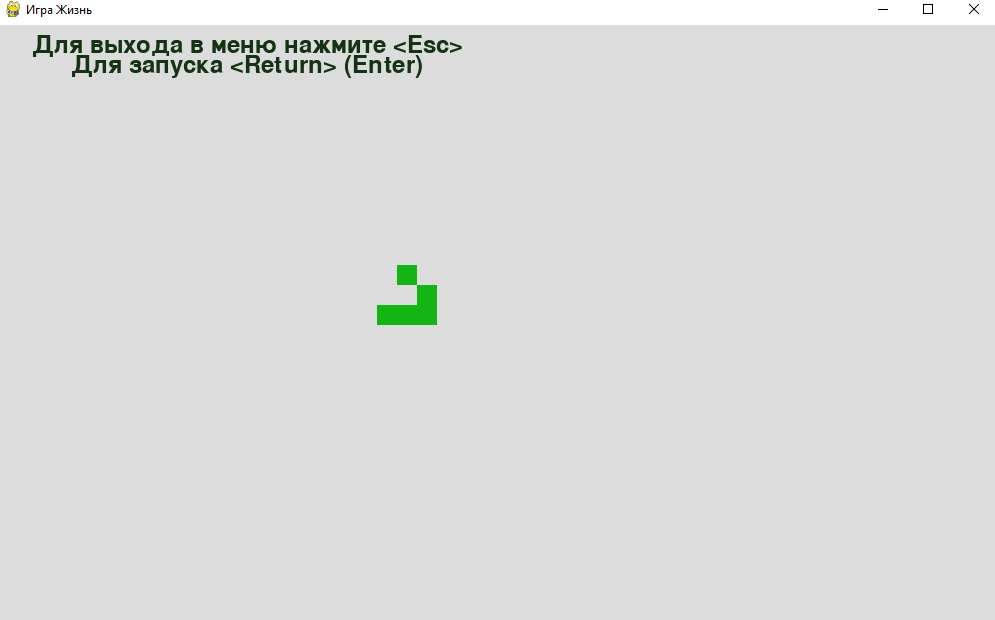 Игра Жизнь
Для выхода в меню нажмите <Esc>
Для запуска <Return> (Enter)